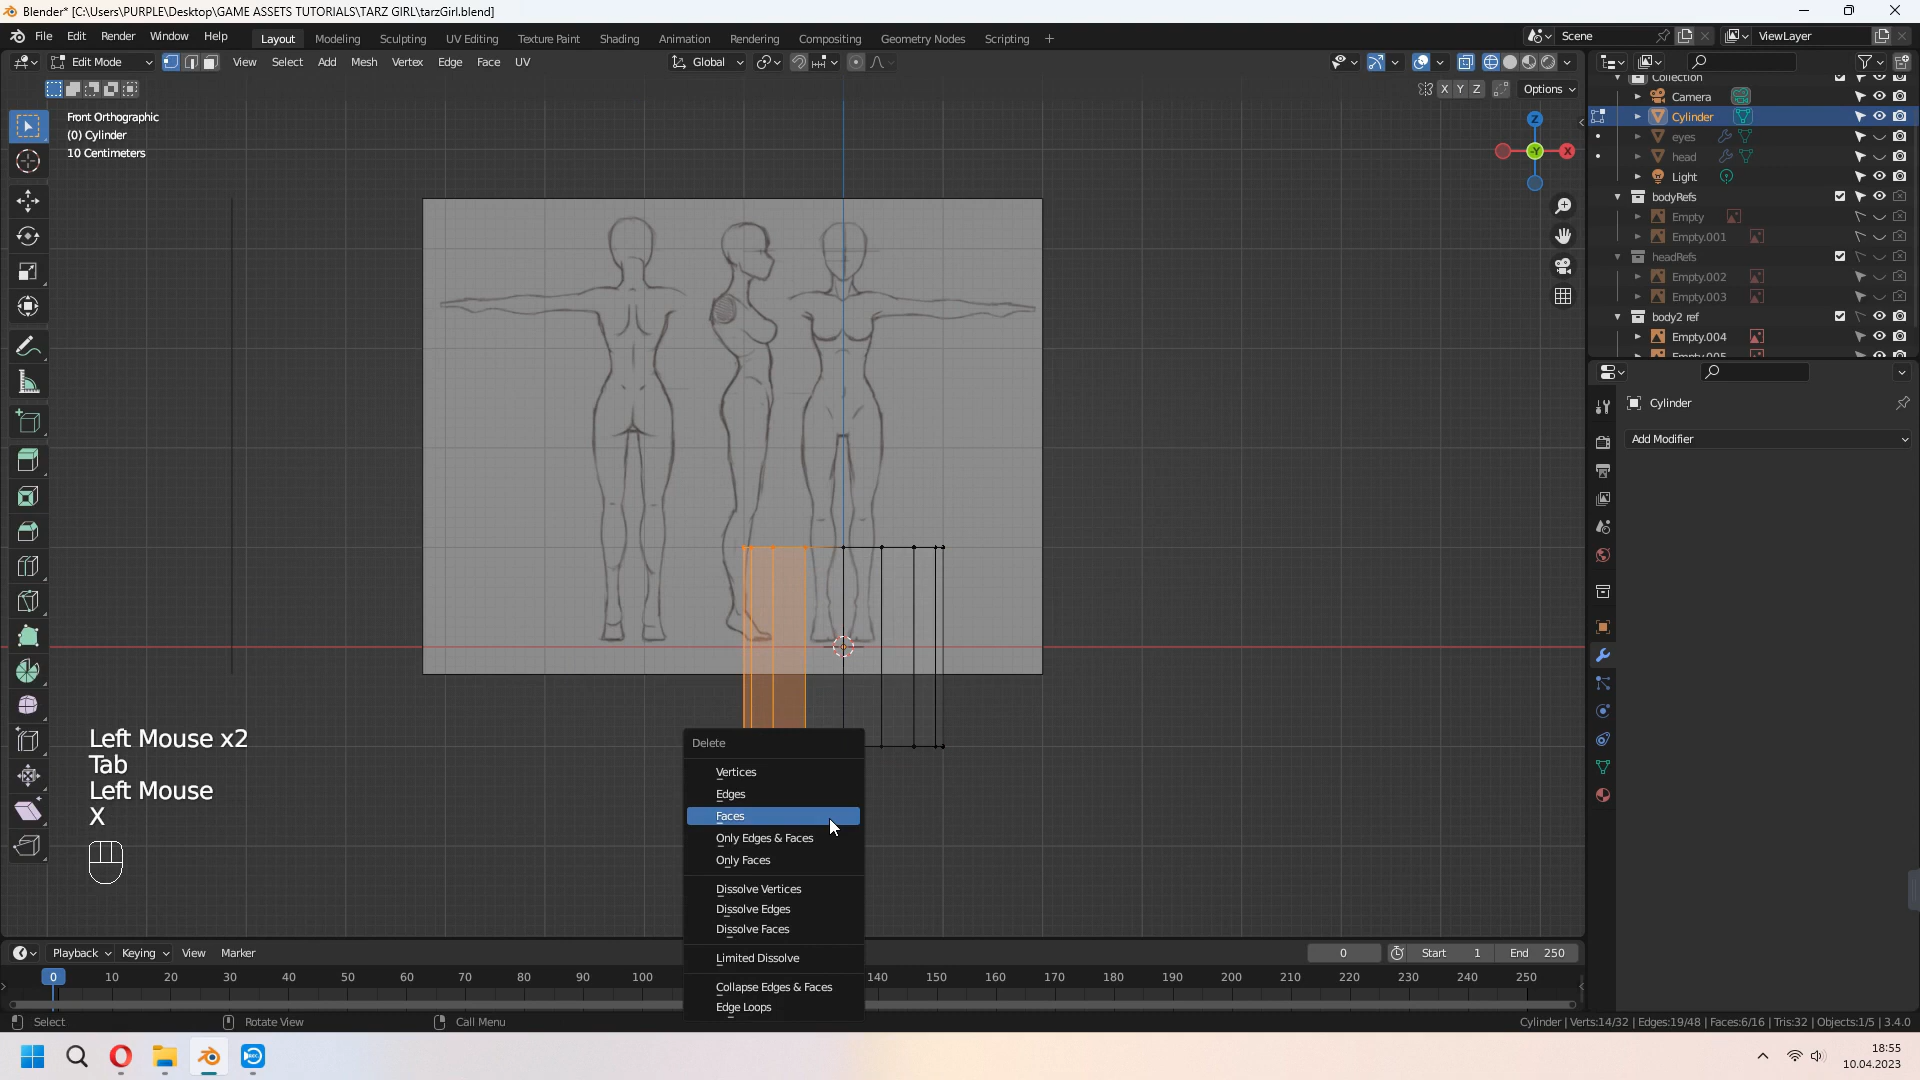 Blender* [C:\Users\PURPLE\Desktop\GAME ASSETS TUTORIALS\TARZ GIRL\tarzGirl.blend]
File Edit Render Window Help
Layout Modeling Sculpting UV Editing Texture Paint Shading Animation Rendering Compositing Geometry Nodes Scripting +
Scene ViewLayer
Edit Mode View Select Add Mesh Vertex Edge Face UV
Global
X Y Z Options
Front Orthographic
(0) Cylinder
10 Centimeters
Z
-Y X
Collection
Camera
Cylinder
eyes
head
Light
bodyRefs
Empty
Empty.001
headRefs
Empty.002
Empty.003
body2 ref
Empty.004
Empty.005
Cylinder
Add Modifier
Left Mouse x2
Tab
Left Mouse
X
Delete
Vertices
Edges
Faces
Only Edges & Faces
Only Faces
Dissolve Vertices
Dissolve Edges
Dissolve Faces
Limited Dissolve
Collapse Edges & Faces
Edge Loops
Playback Keying View Marker
0 Start 1 End 250
0 10 20 30 40 50 60 70 80 90 100 140 150 160 170 180 190 200 210 220 230 240 250
Select Rotate View Call Menu
Cylinder | Verts:14/32 | Edges:19/48 | Faces:6/16 | Tris:32 | Objects:1/5 | 3.4.0
18:55
10.04.2023